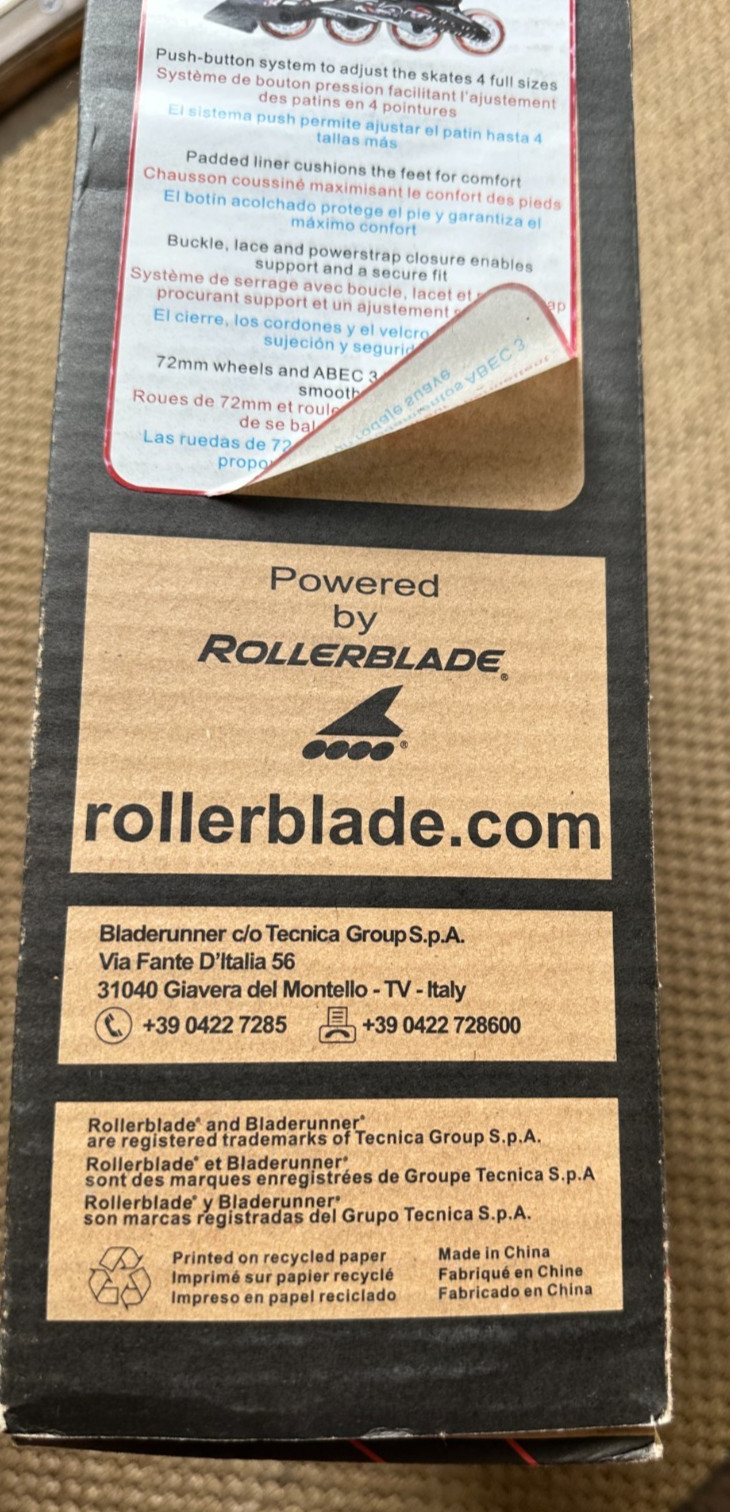 Push-button system to adjust the skates 4 full sizes
Système de bouton pression facilitant l'ajustement
des patins en 4 pointures
El sistema push permite ajustar el patin hasta 4
tallas más
Padded liner cushions the feet for comfort
Chausson coussiné maximisant le confort des pieds
El botin acolchado protege el pie y garantiza el
máximo confort
Buckle, lace and powerstrap closure enables
support and a secure fit
Système de serrage avec boucle, lacet et
procurant support et un ajustement
El cierre, los cordones y el velcro
sujeción y
72mm wheels and ABEC 3
smooth
Roues de 72mm et
de se
Las ruedas de 72
ABEC 3
Powered
by
ROLLERBLADE®
®
rollerblade.com
Bladerunner c/o Tecnica Group S.p.A.
Via Fante D'Italia 56
31040 Giavera del Montello - TV - Italy
+39 0422 7285 +39 0422 728600
Rollerblade® and Bladerunner®
are registered trademarks of Tecnica Group S.p.A.
Rollerblade® et Bladerunner®
sont des marques enregistrées de Groupe Tecnica S.p.A
Rollerblade® y Bladerunner®
son marcas registradas del Grupo Tecnica S.p.A.
Printed on recycled paper Made in China
Imprimé sur papier recyclé Fabriqué en Chine
Impreso en papel reciclado Fabricado en China